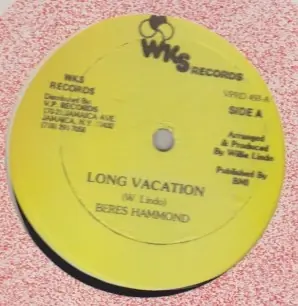 WKS RECORDS
WKS
RECORDS
Distributed By:
V.P. RECORDS
170-21 JAMAICA AVE.
JAMAICA, N.Y. 11432
(718) 291-7058
VPRD 493-A
SIDE A
Arranged
& Produced
By Willie Lindo
Published By
BMI
LONG VACATION
(W. Lindo)
BERES HAMMOND